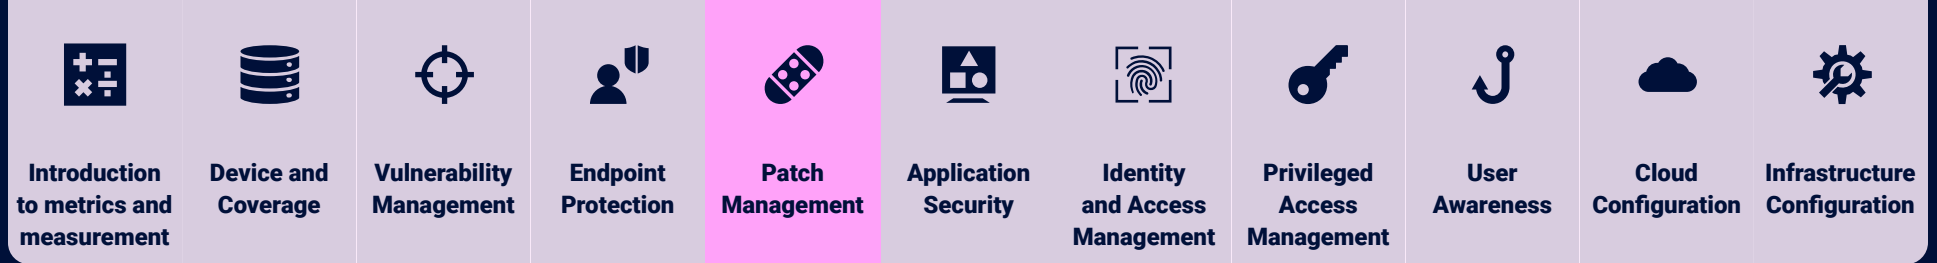 Introduction
to metrics and
measurement
Device and
Coverage
Vulnerability
Management
Endpoint
Protection
Patch
Management
Application
Security
Identity
and Access
Management
Privileged
Access
Management
User
Awareness
Cloud
Configuration
Infrastructure
Configuration